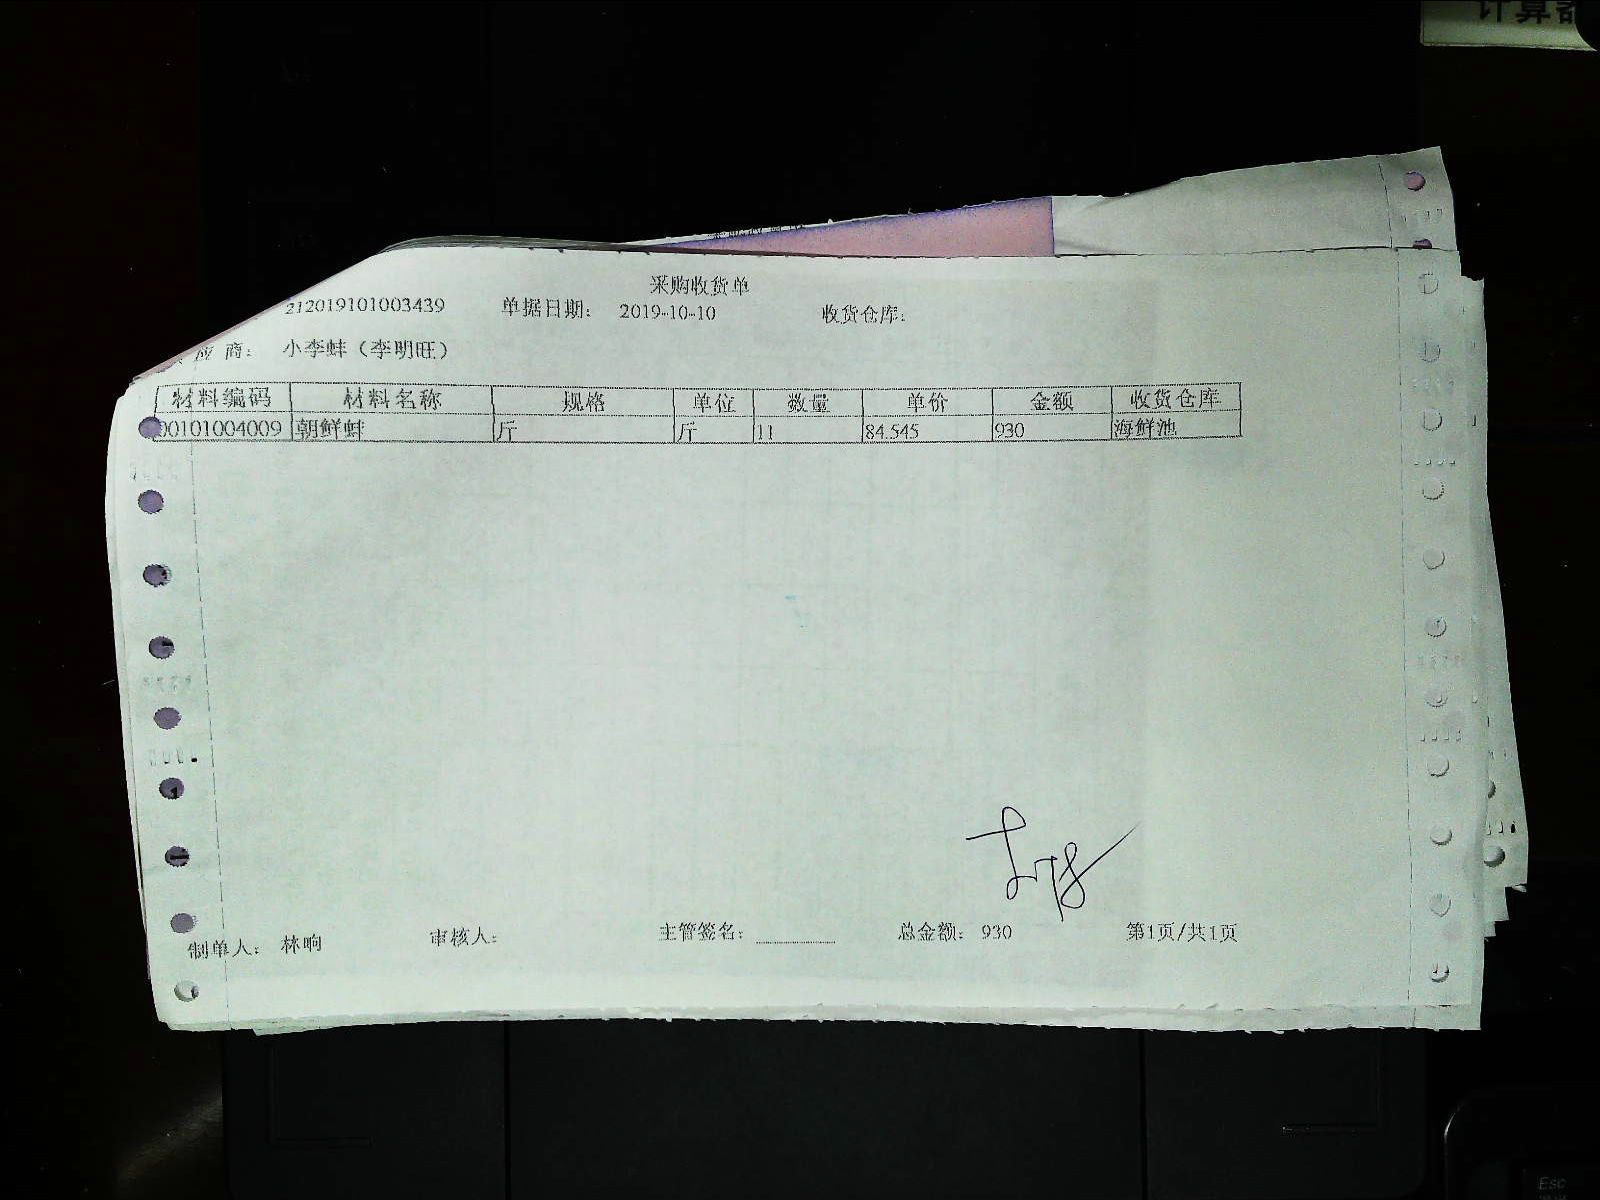 计算器
采购收货单
212019101003439 单据日期: 2019-10-10 收货仓库:
应商: 小李蚌（李明旺）
材料编码 材料名称 规格 单位 数量 单价 金额 收货仓库
00101004009 朝鲜蚌 斤 斤 11 84.545 930 海鲜池
制单人: 林响 审核人: 主管签名: 总金额: 930 第1页/共1页
Esc